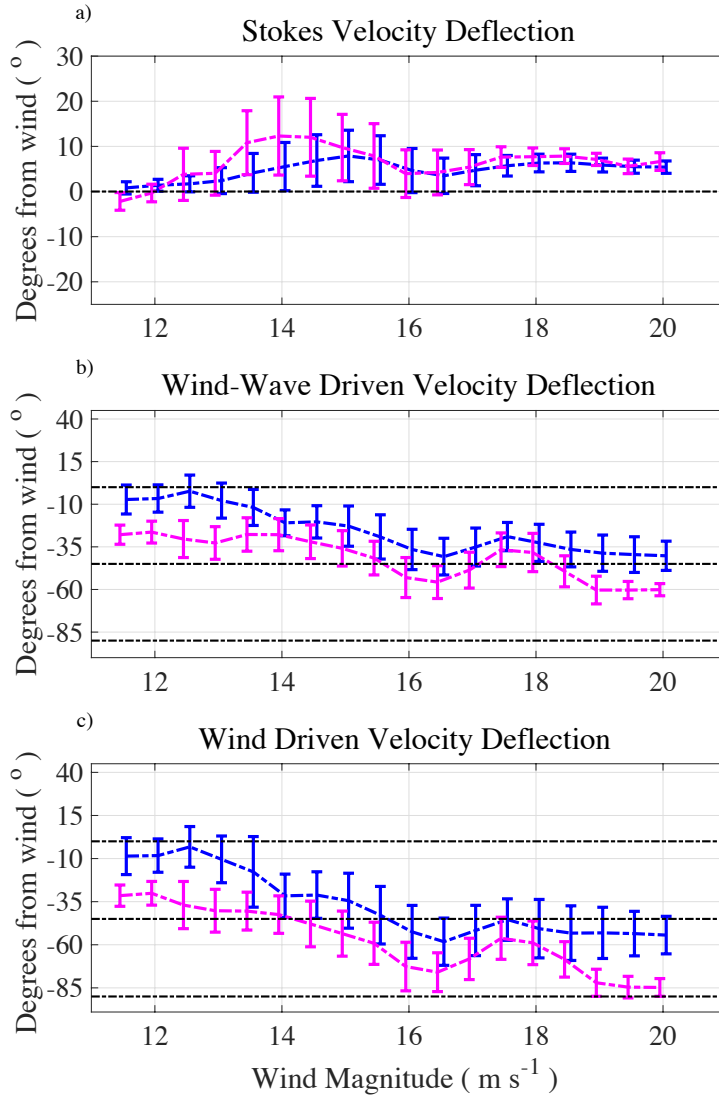 a)
Stokes Velocity Deflection
Degrees from wind ( ° )
30
20
10
0
-10
-20
12 14 16 18 20
b)
Wind-Wave Driven Velocity Deflection
Degrees from wind ( ° )
40
15
-10
-35
-60
-85
12 14 16 18 20
c)
Wind Driven Velocity Deflection
Degrees from wind ( ° )
40
15
-10
-35
-60
-85
12 14 16 18 20
Wind Magnitude ( m s⁻¹ )